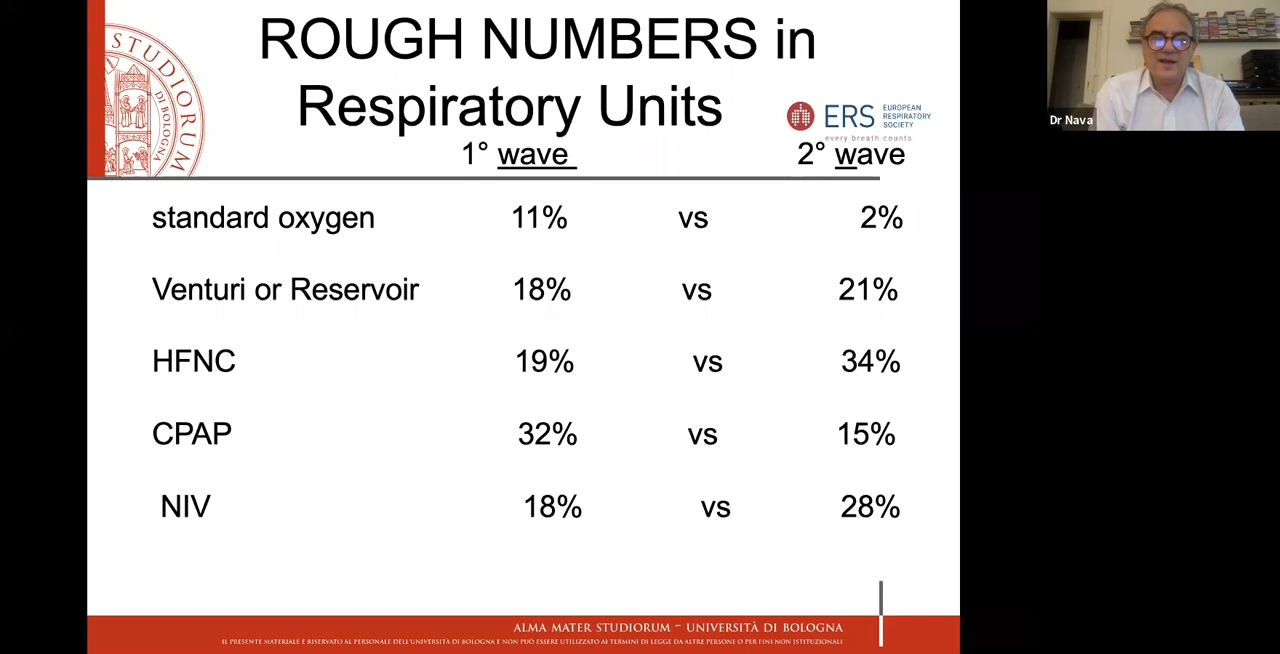 ROUGH NUMBERS in
Respiratory Units
STUDIORUM
DI BOLOGNA
ERS EUROPEAN
RESPIRATORY
SOCIETY
every breath counts
Dr Nava
1° wave 2° wave
standard oxygen 11% vs 2%
Venturi or Reservoir 18% vs 21%
HFNC 19% vs 34%
CPAP 32% vs 15%
NIV 18% vs 28%
ALMA MATER STUDIORUM ~ UNIVERSITÀ DI BOLOGNA
IL PRESENTE MATERIALE È RISERVATO AL PERSONALE DELL'UNIVERSITÀ DI BOLOGNA E NON PUÒ ESSERE UTILIZZATO AI TERMINI DI LEGGE DA ALTRE PERSONE O PER FINI NON ISTITUZIONALI